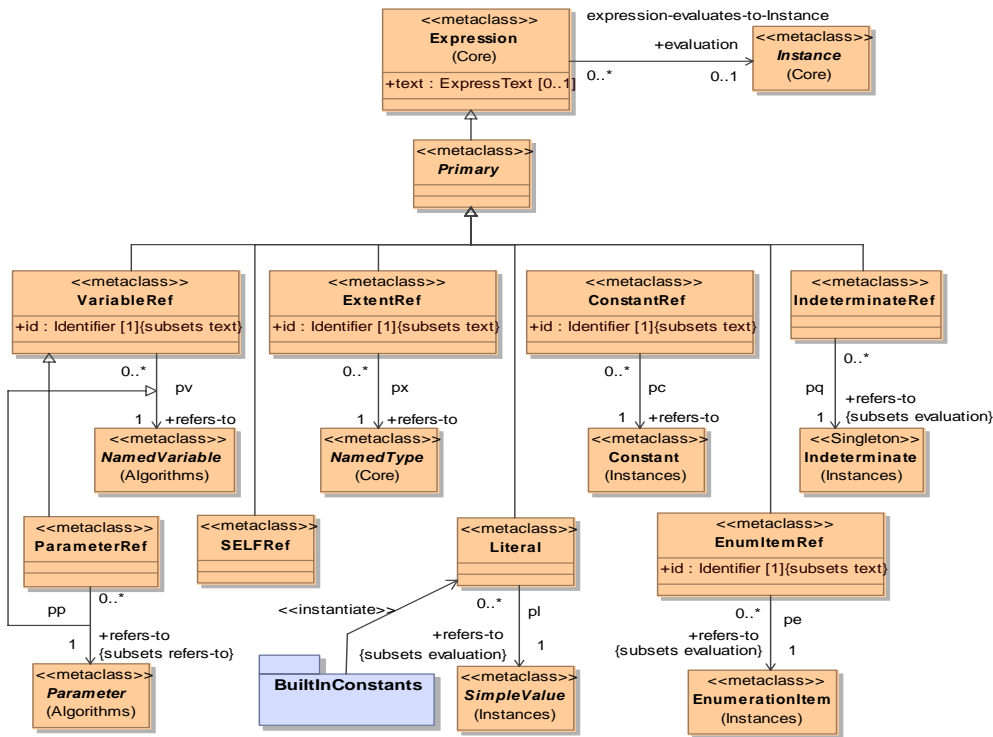 <<metaclass>>
Expression
(Core)
+text : ExpressText [0..1]
expression-evaluates-to-Instance
+evaluation
0..*
0..1
<<metaclass>>
Instance
(Core)
<<metaclass>>
Primary
<<metaclass>>
VariableRef
+id : Identifier [1]{subsets text}
<<metaclass>>
ExtentRef
+id : Identifier [1]{subsets text}
<<metaclass>>
ConstantRef
+id : Identifier [1]{subsets text}
<<metaclass>>
IndeterminateRef
0..*
pv
1
+refers-to
0..*
px
1
+refers-to
0..*
pc
1
+refers-to
0..*
pq
1
+refers-to
{subsets evaluation}
<<metaclass>>
NamedVariable
(Algorithms)
<<metaclass>>
NamedType
(Core)
<<metaclass>>
Constant
(Instances)
<<Singleton>>
Indeterminate
(Instances)
<<metaclass>>
ParameterRef
<<metaclass>>
SELFRef
<<metaclass>>
Literal
<<metaclass>>
EnumItemRef
+id : Identifier [1]{subsets text}
0..*
pp
1
+refers-to
{subsets refers-to}
<<instantiate>>
0..*
pl
+refers-to
{subsets evaluation}
1
0..*
pe
+refers-to
{subsets evaluation}
1
<<metaclass>>
Parameter
(Algorithms)
BuiltInConstants
<<metaclass>>
SimpleValue
(Instances)
<<metaclass>>
EnumerationItem
(Instances)